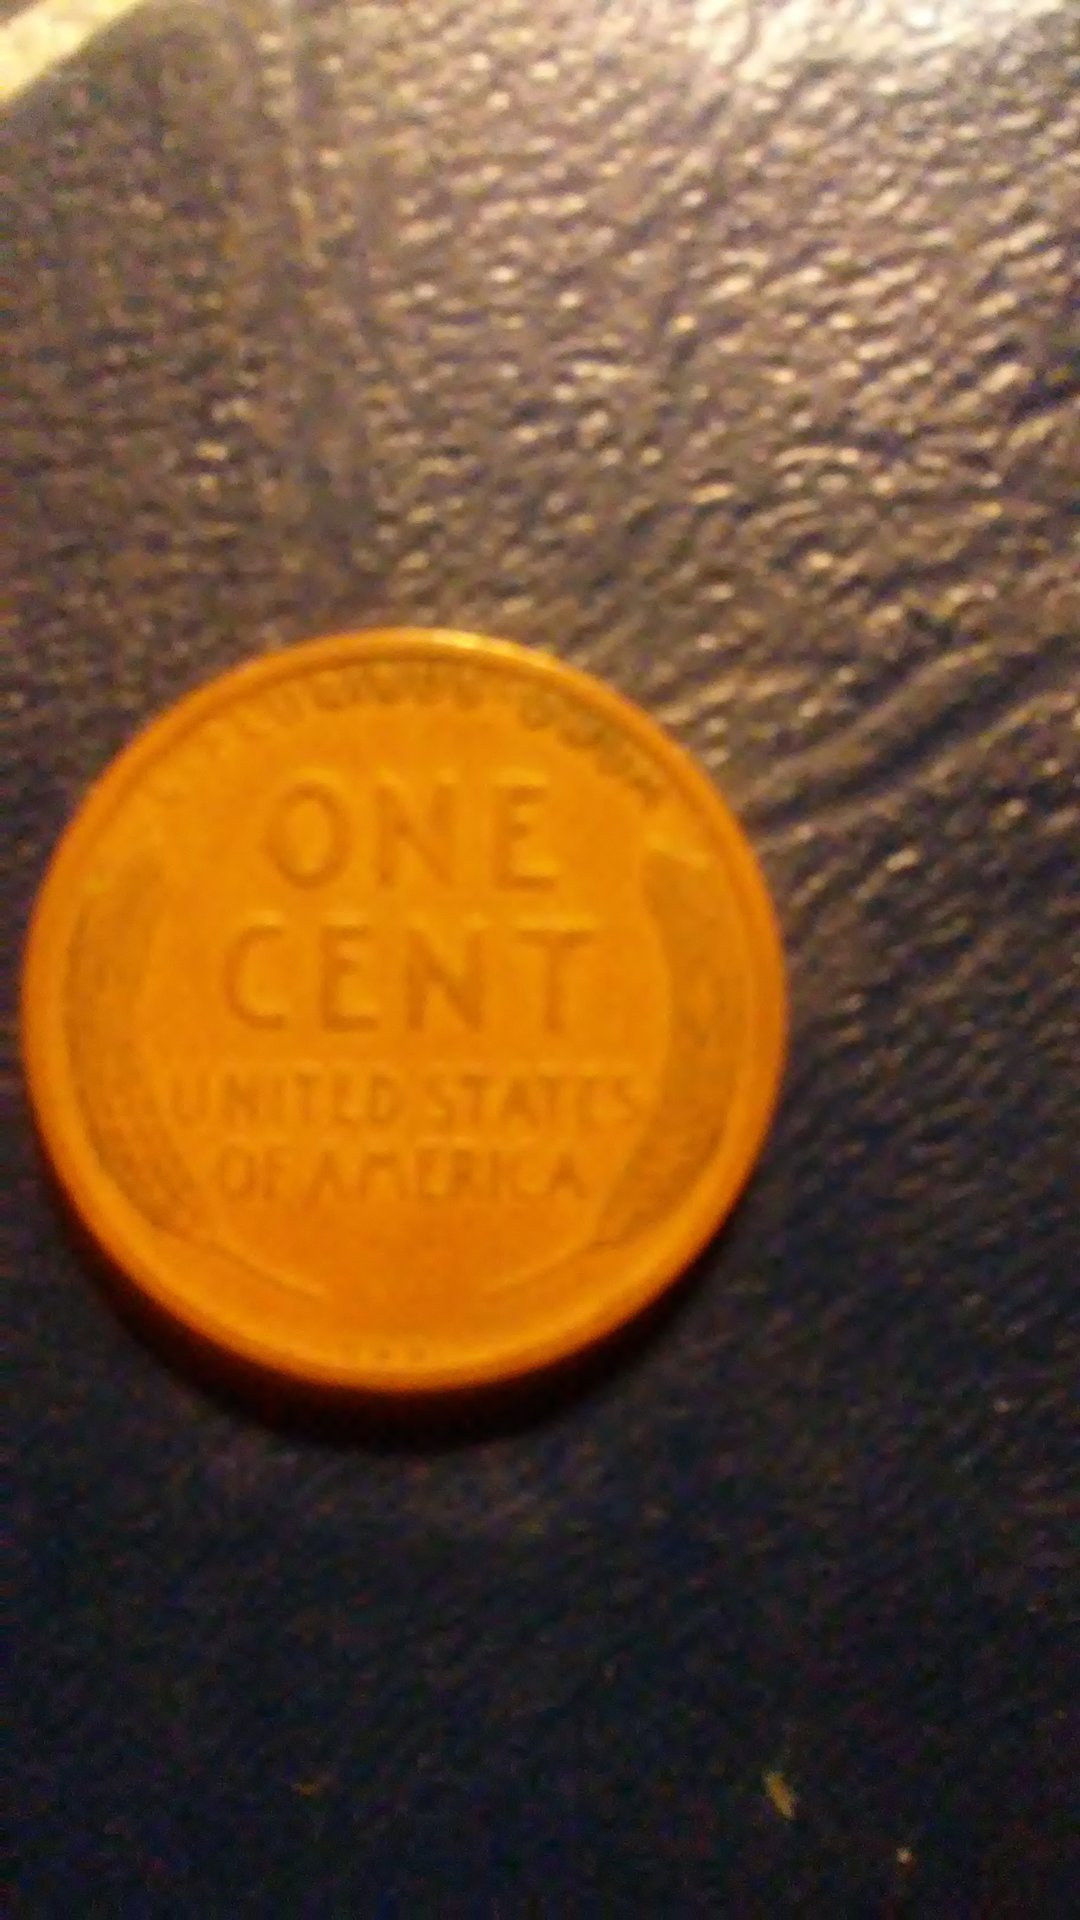 ONE
CENT
UNITED STATES
OF AMERICA